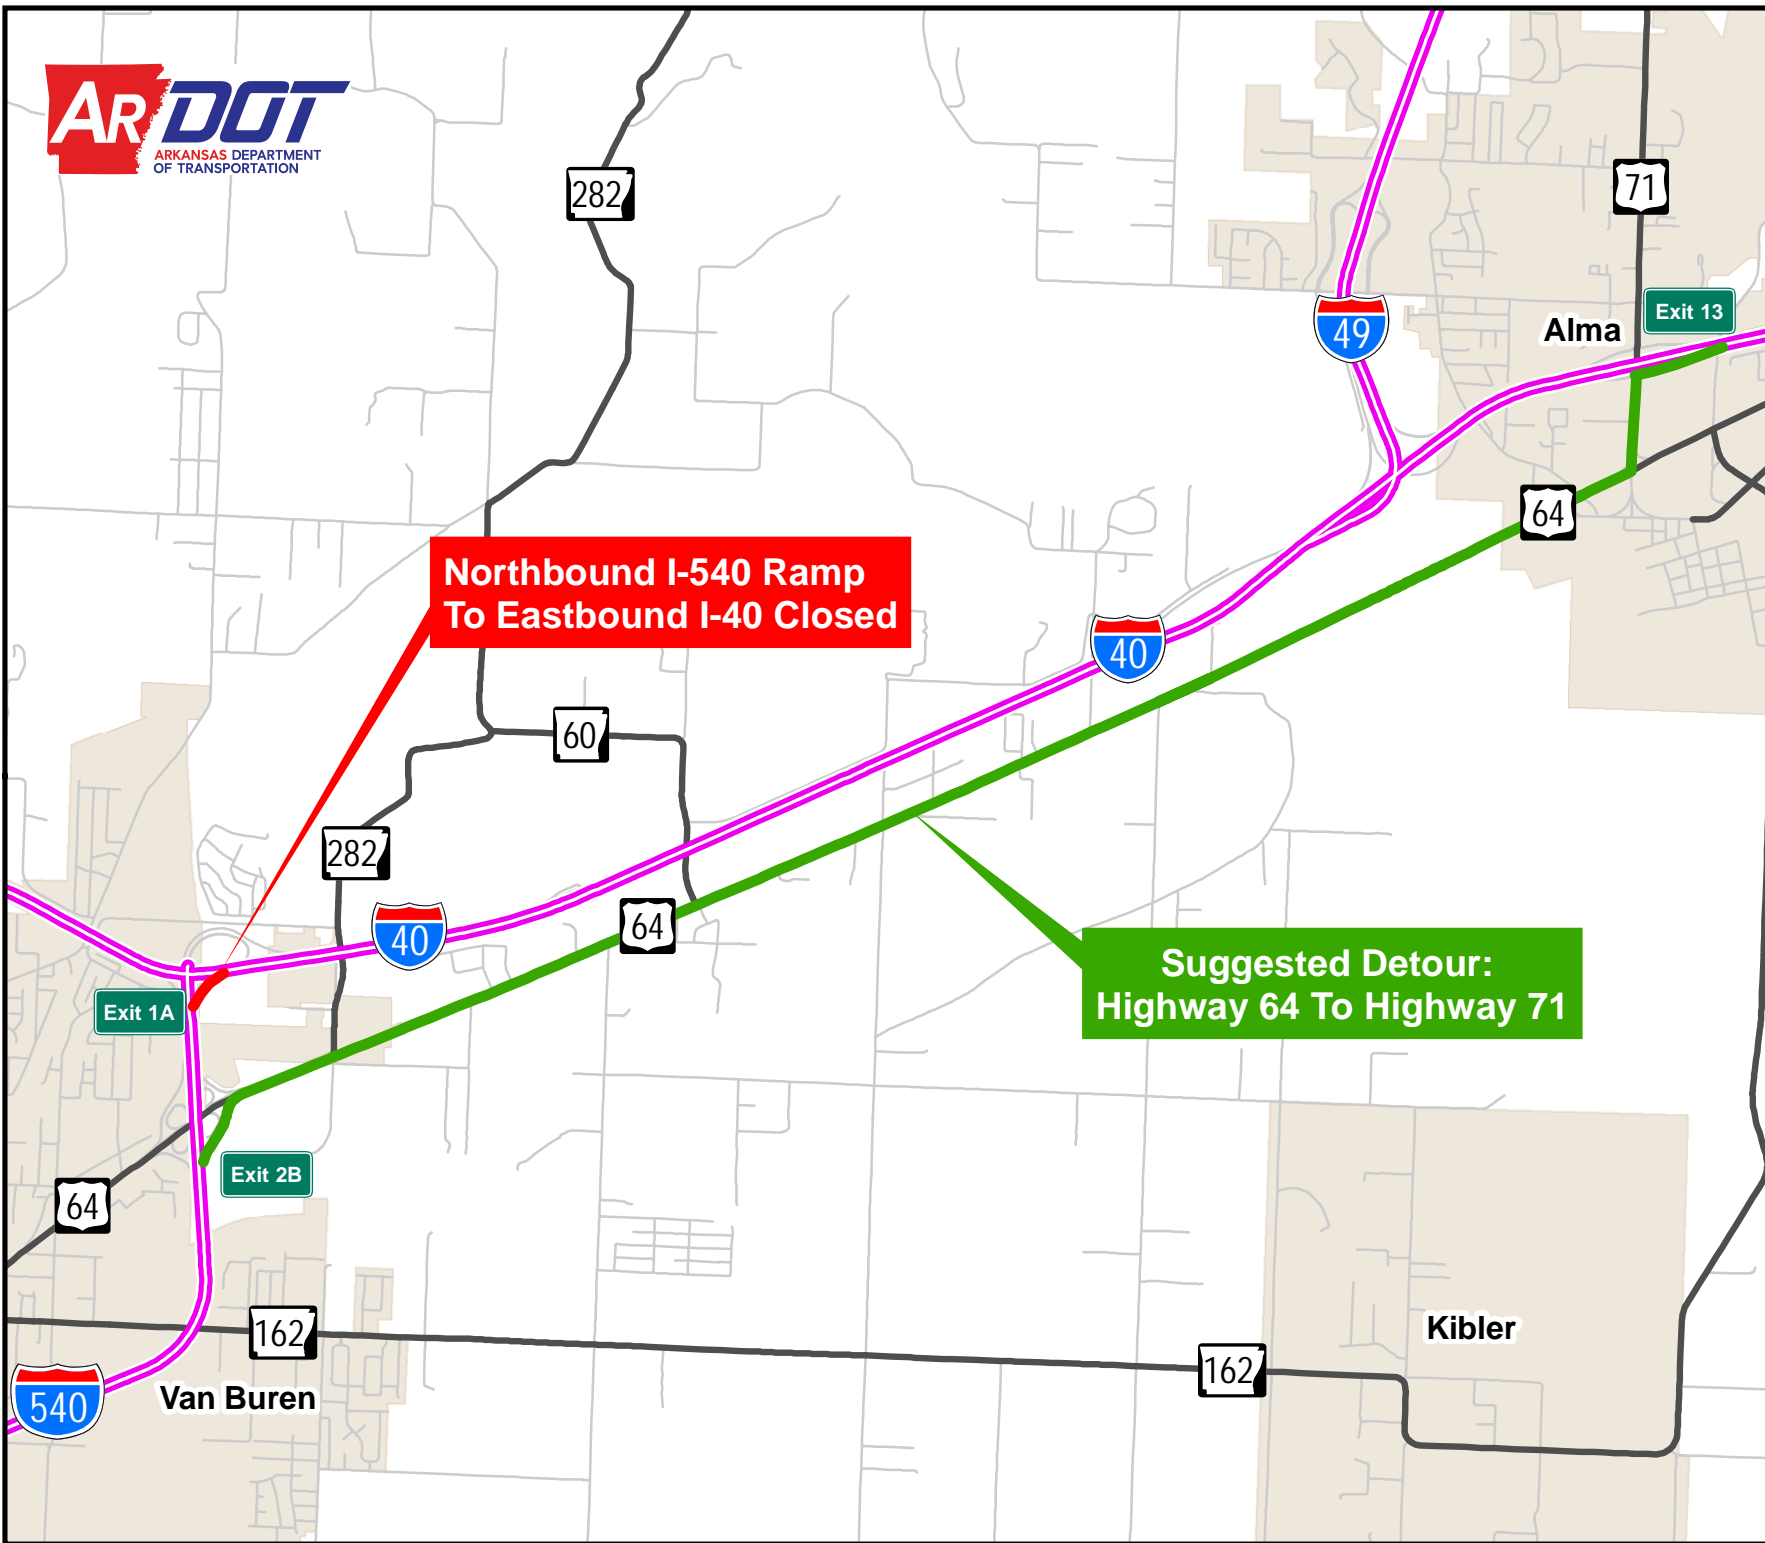 ARDOT
ARKANSAS DEPARTMENT
OF TRANSPORTATION
282
71
Exit 13
49
Alma
64
Northbound I-540 Ramp
To Eastbound I-40 Closed
40
60
282
64
40
Suggested Detour:
Highway 64 To Highway 71
Exit 1A
Exit 2B
64
162
Kibler
162
540
Van Buren